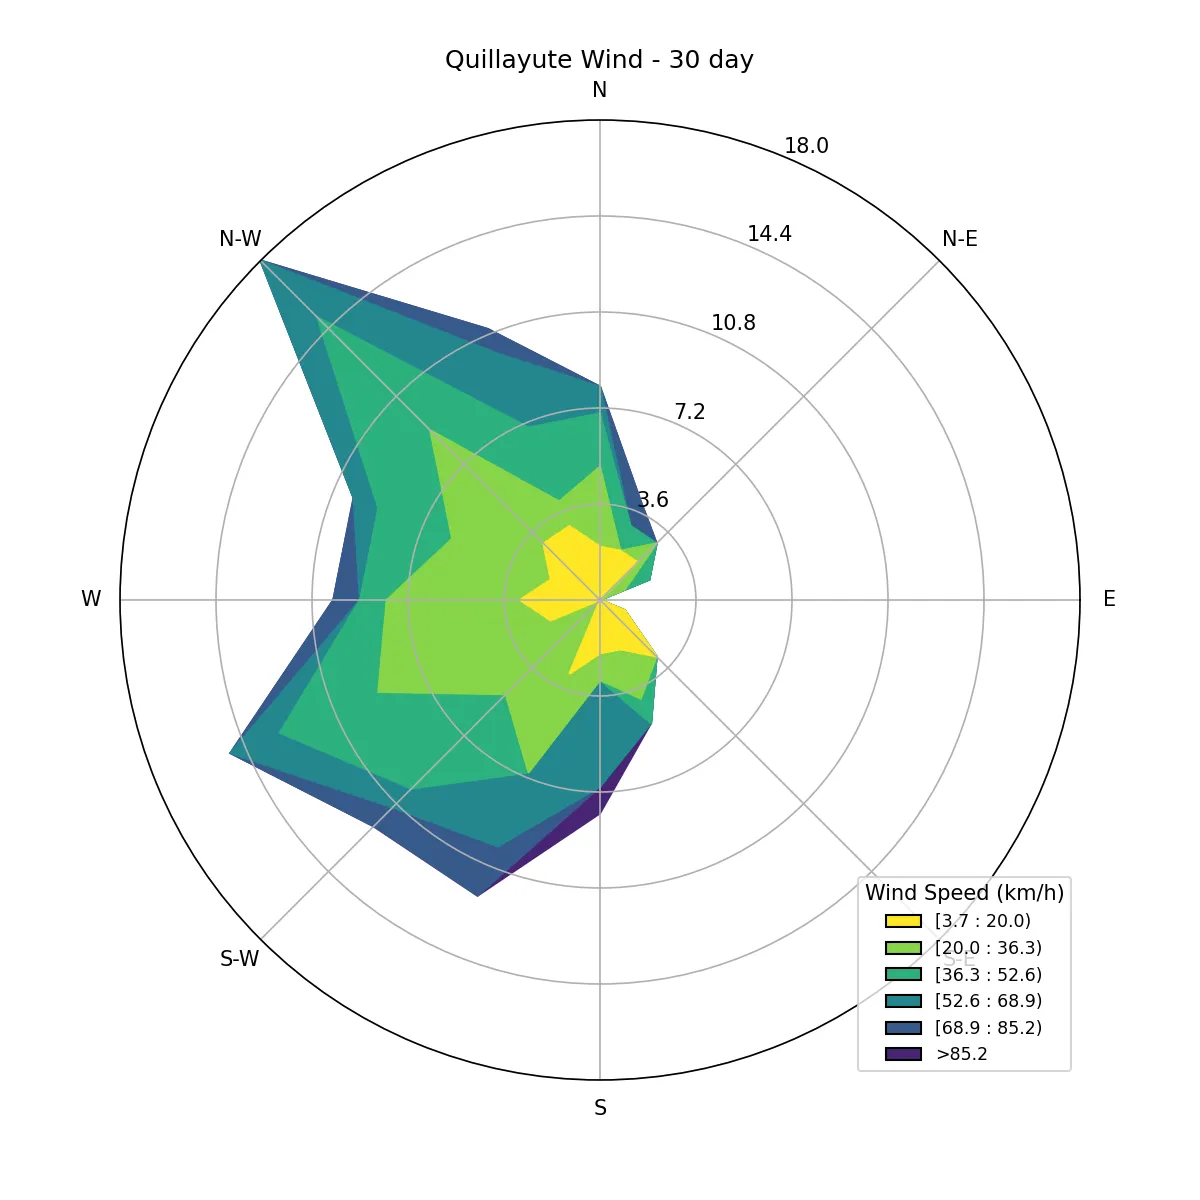 Quillayute Wind - 30 day
N
18.0
14.4
N-W
N-E
10.8
7.2
3.6
W
E
Wind Speed (km/h)
[3.7 : 20.0)
[20.0 : 36.3)
S-W
S-E
[36.3 : 52.6)
[52.6 : 68.9)
[68.9 : 85.2)
>85.2
S